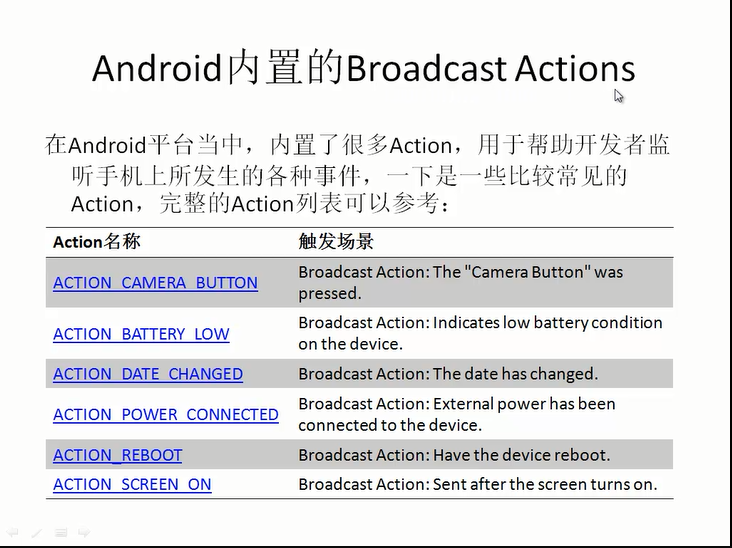 Android内置的Broadcast Actions
在Android平台当中，内置了很多Action，用于帮助开发者监
听手机上所发生的各种事件，一下是一些比较常见的
Action，完整的Action列表可以参考：
Action名称 触发场景
ACTION_CAMERA_BUTTON Broadcast Action: The "Camera Button" was
pressed.
ACTION_BATTERY_LOW Broadcast Action: Indicates low battery condition
on the device.
ACTION_DATE_CHANGED Broadcast Action: The date has changed.
ACTION_POWER_CONNECTED Broadcast Action: External power has been
connected to the device.
ACTION_REBOOT Broadcast Action: Have the device reboot.
ACTION_SCREEN_ON Broadcast Action: Sent after the screen turns on.